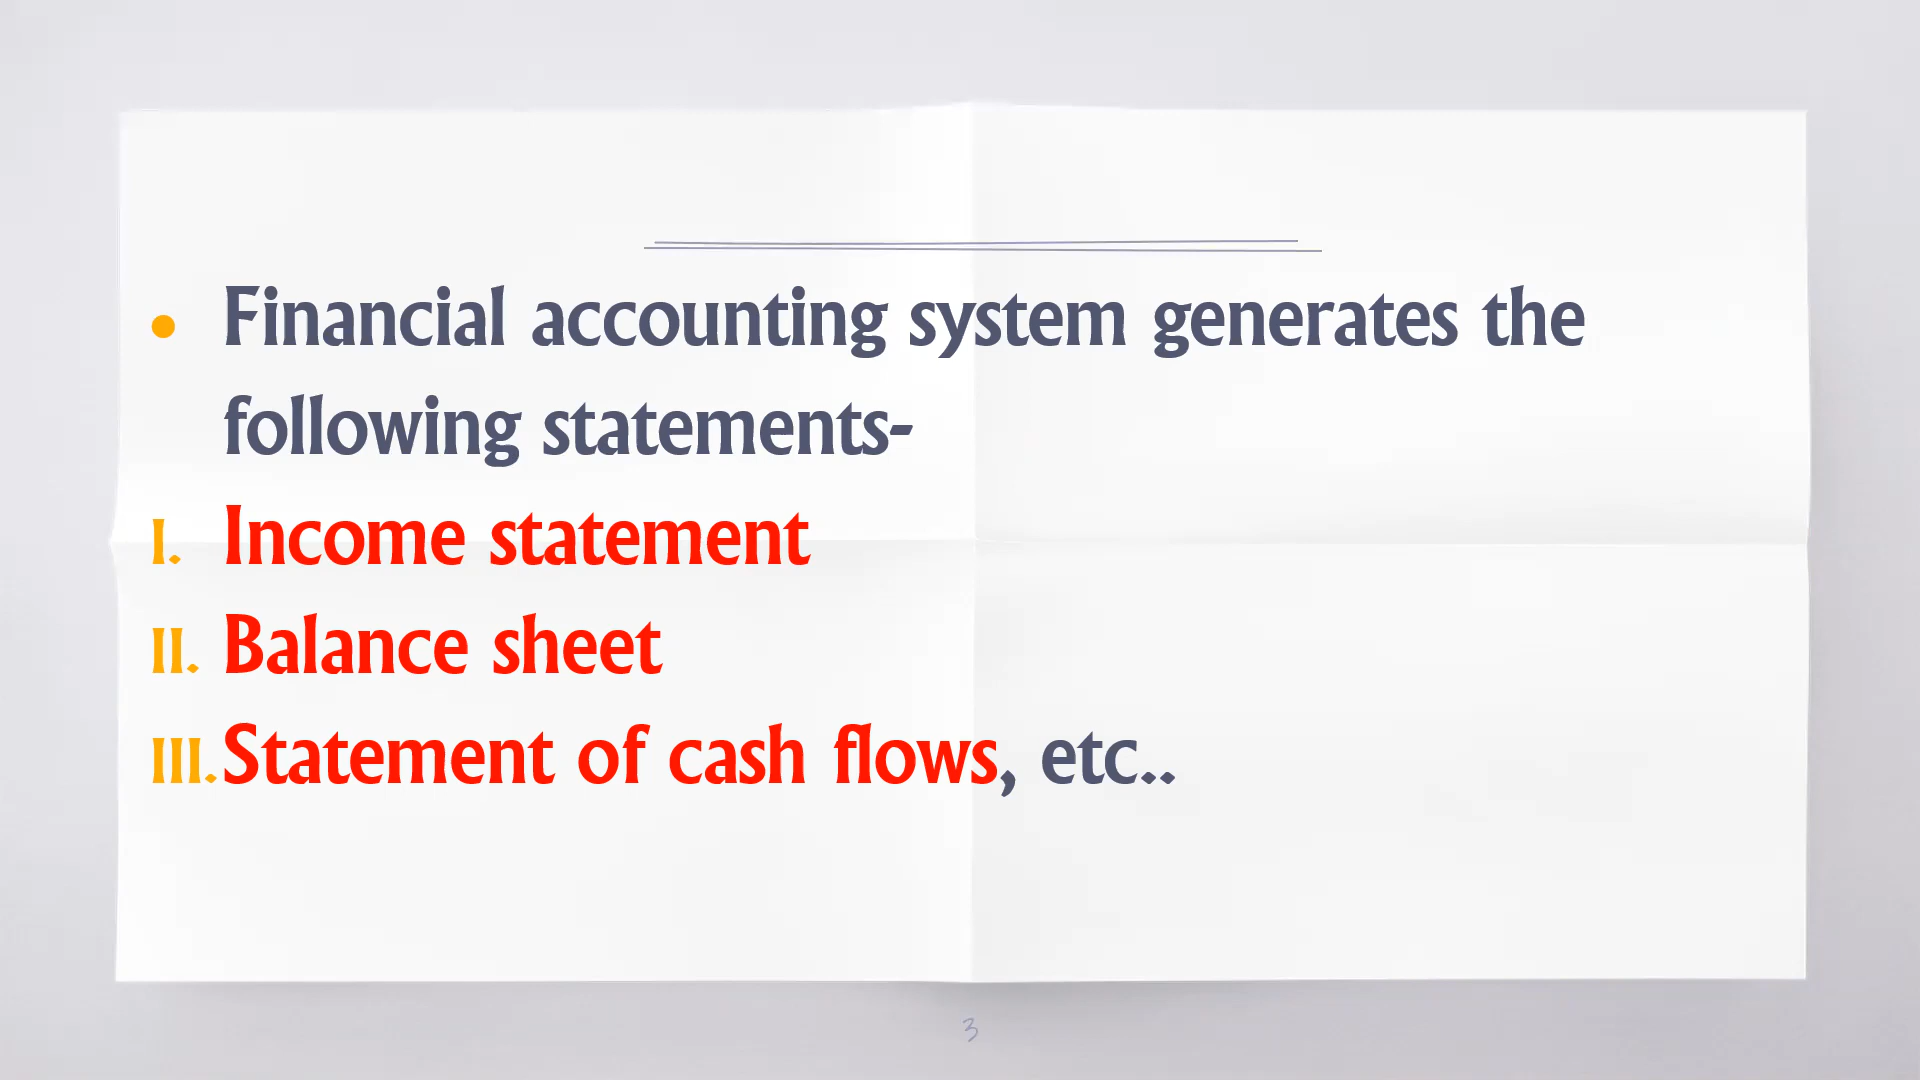 • Financial accounting system generates the
following statements-
I. Income statement
II. Balance sheet
III. Statement of cash flows, etc..
3